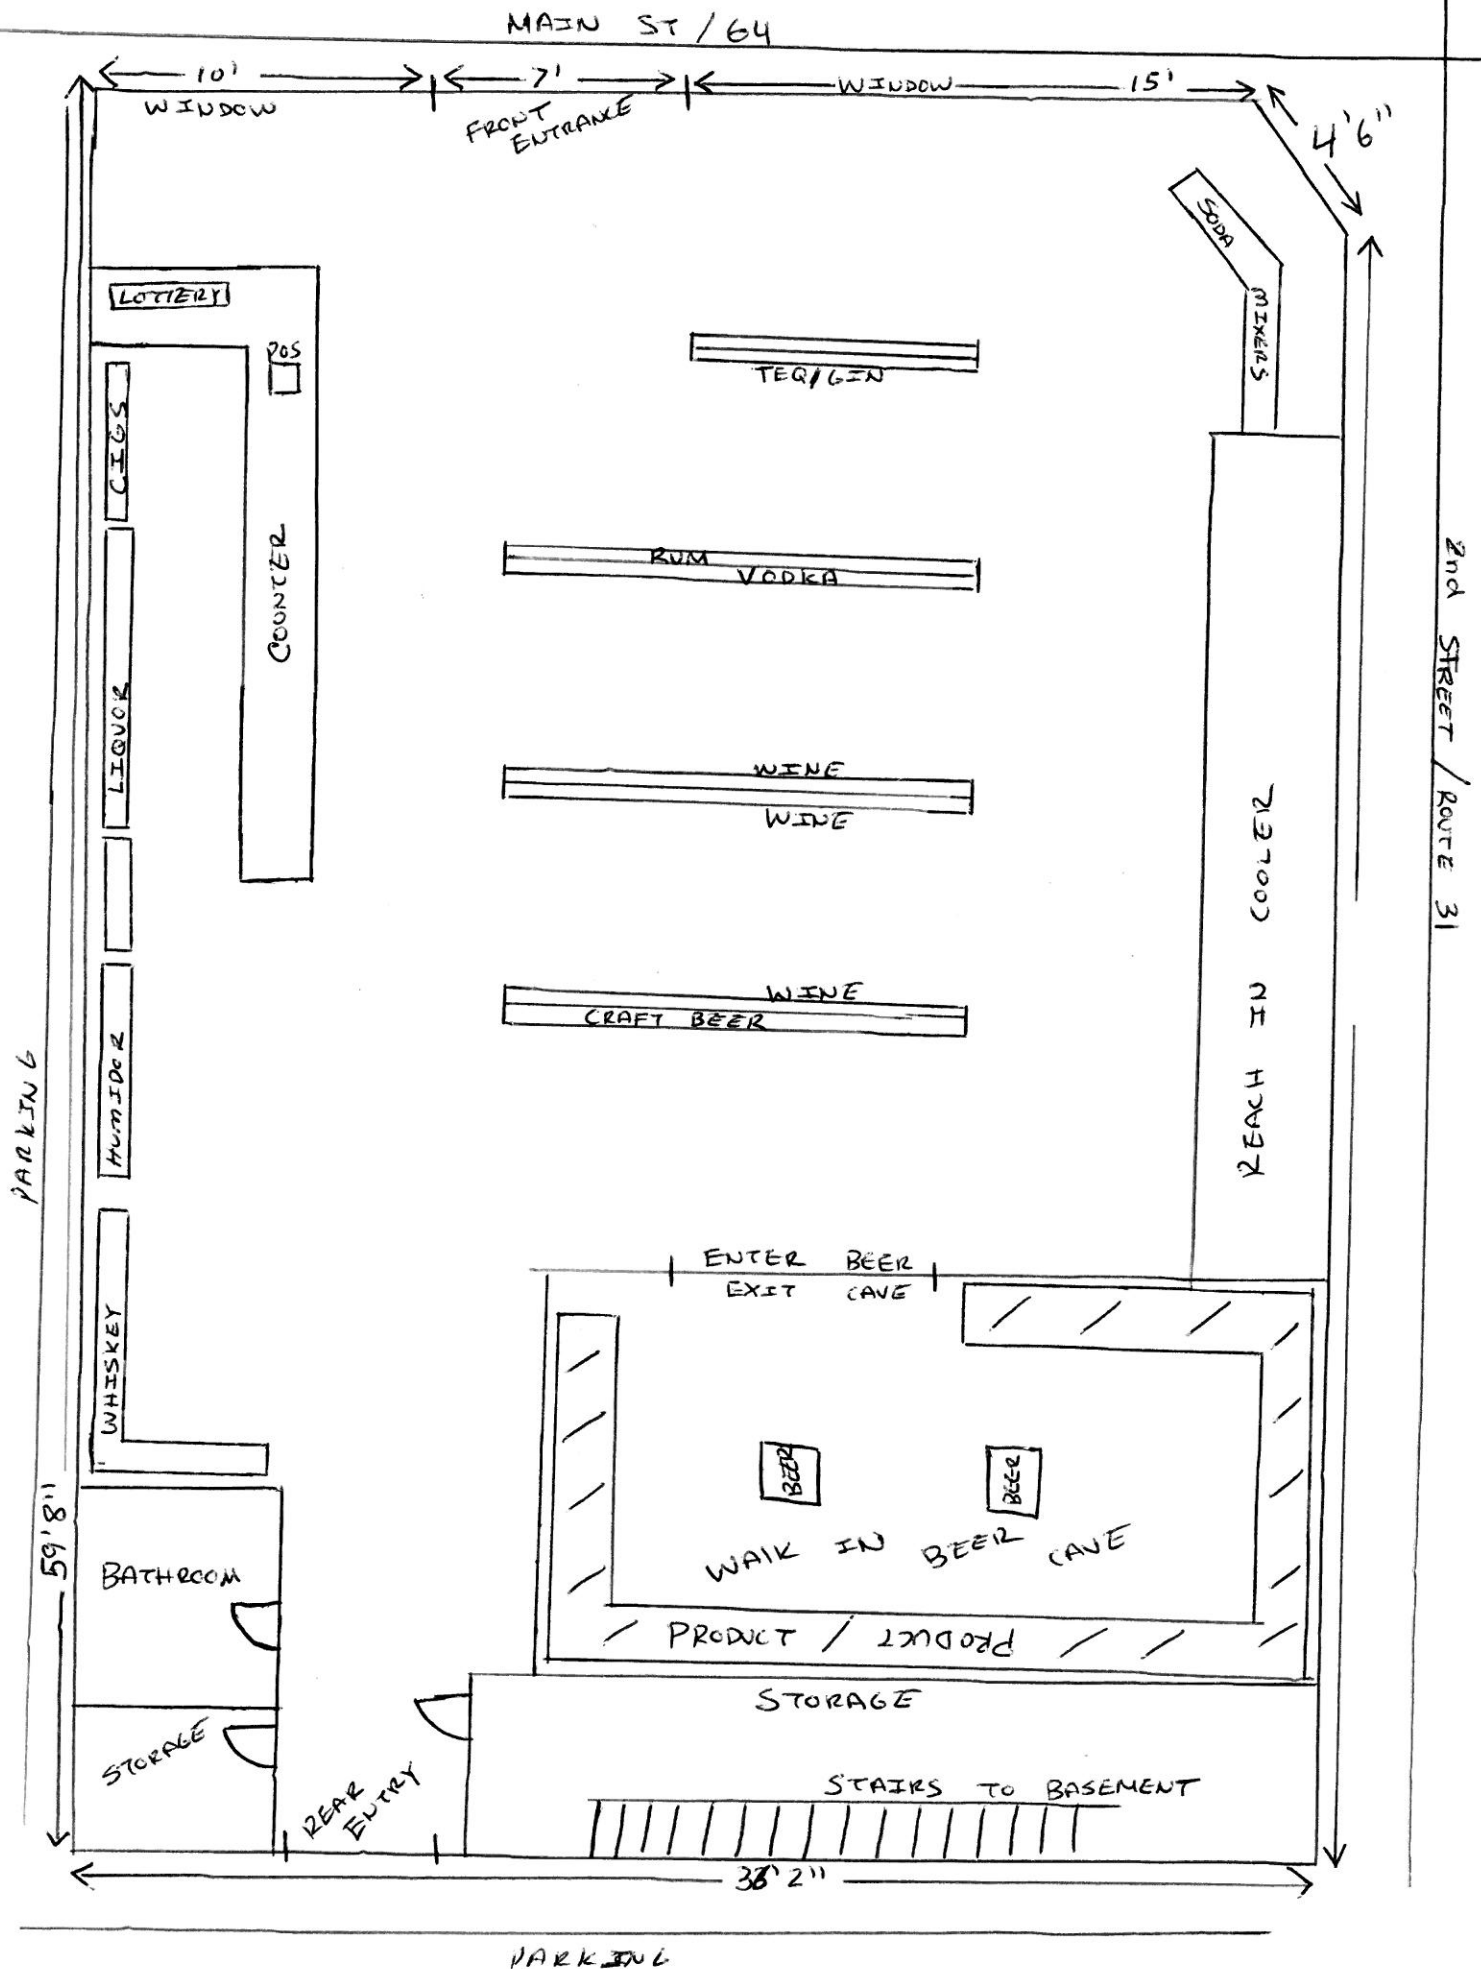 MAIN ST / 64
10'
7'
WINDOW
15'
WINDOW
FRONT
ENTRANCE
4'6"
SODA
LOTTERY
MIXERS
POS
TEQ/GIN
CIGS
COUNTER
RUM
VODKA
2nd STREET / ROUTE 31
LIQUOR
WINE
WINE
REACH IN COOLER
WINE
CRAFT BEER
HUMIDOR
PARKING
ENTER BEER
EXIT CAVE
WHISKEY
BEER
BEER
59'8"
WALK IN BEER CAVE
BATHROOM
PRODUCT / PRODUCT
STORAGE
STORAGE
REAR
ENTRY
STAIRS TO BASEMENT
2"
PARKING